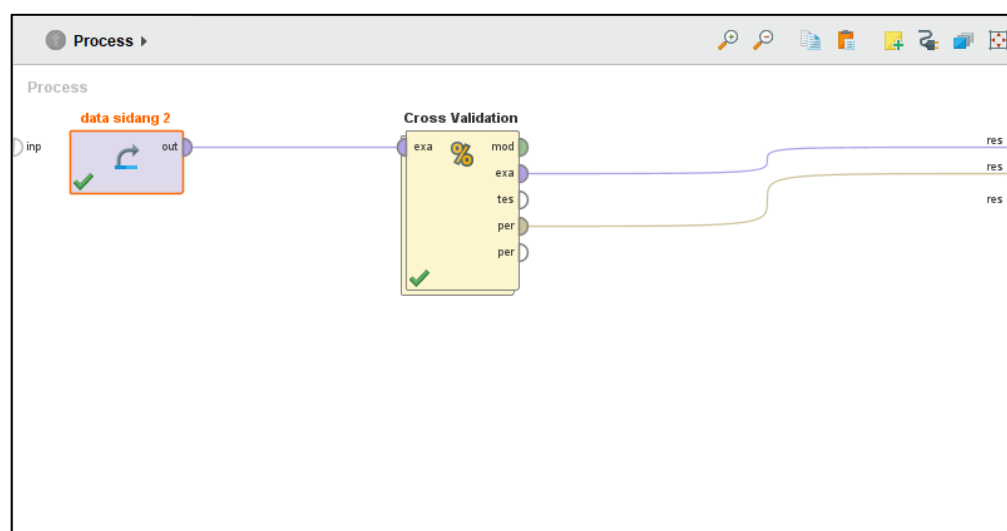 Process
Process
data sidang 2
Cross Validation
inp
out
exa
%
mod
exa
tes
per
per
res
res
res